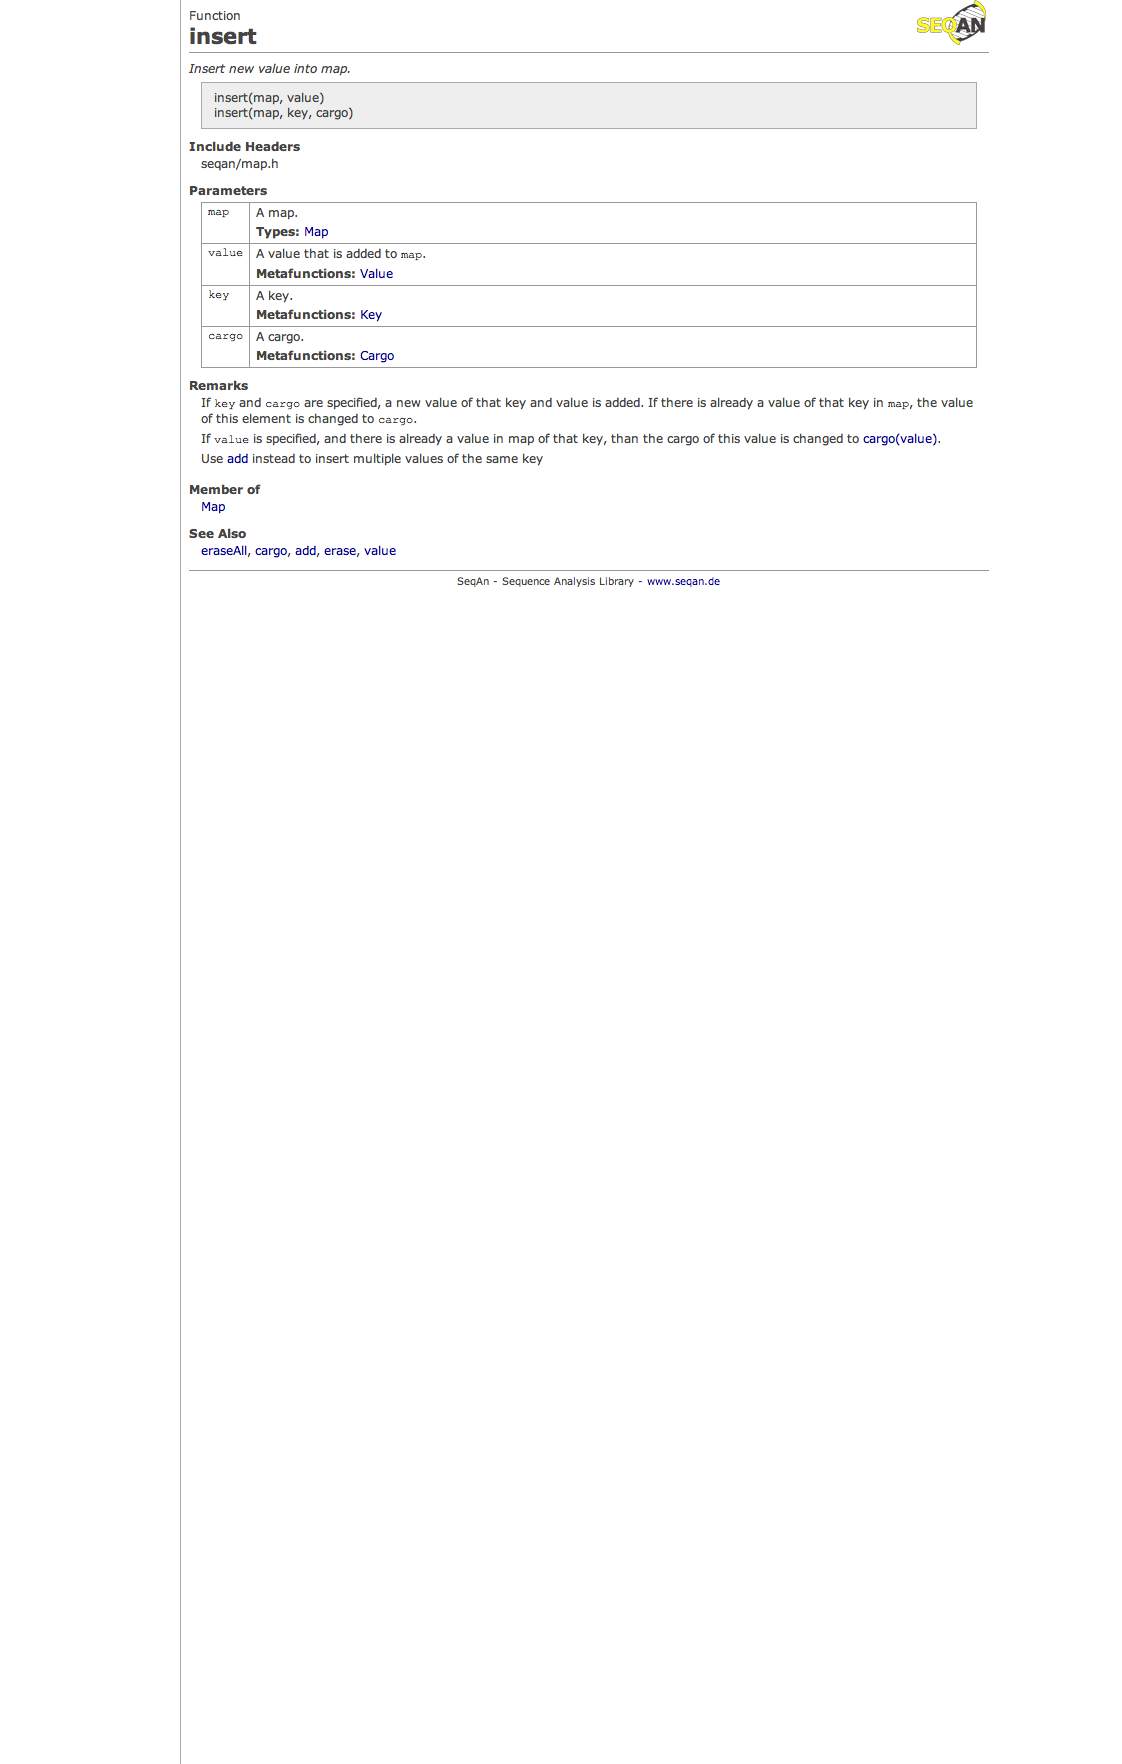 Function
SEQAN
insert
Insert new value into map.
insert(map, value)
insert(map, key, cargo)
Include Headers
seqan/map.h
Parameters
map A map.
Types: Map
value A value that is added to map.
Metafunctions: Value
key A key.
Metafunctions: Key
cargo A cargo.
Metafunctions: Cargo
Remarks
If key and cargo are specified, a new value of that key and value is added. If there is already a value of that key in map, the value
of this element is changed to cargo.
If value is specified, and there is already a value in map of that key, than the cargo of this value is changed to cargo(value).
Use add instead to insert multiple values of the same key
Member of
Map
See Also
eraseAll, cargo, add, erase, value
SeqAn - Sequence Analysis Library - www.seqan.de